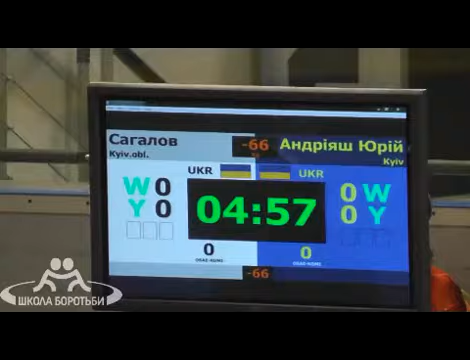 Сагалов -66 Андріяш Юрій
Kyiv.obl. Kyiv
UKR UKR
W 0 0 W
Y 0 0 Y
04:57
0 0
-66
ШКОЛА БОРОТЬБИ